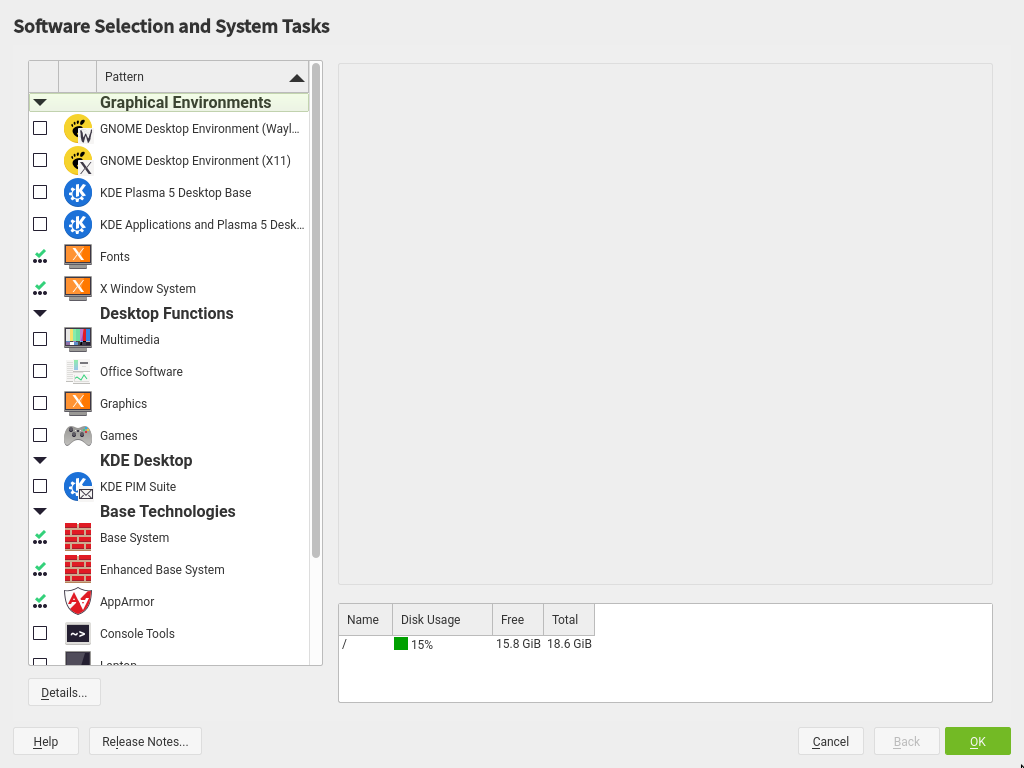 Software Selection and System Tasks
Pattern
Graphical Environments
GNOME Desktop Environment (Wayl...
GNOME Desktop Environment (X11)
KDE Plasma 5 Desktop Base
KDE Applications and Plasma 5 Desk...
Fonts
X Window System
Desktop Functions
Multimedia
Office Software
Graphics
Games
KDE Desktop
KDE PIM Suite
Base Technologies
Base System
Enhanced Base System
AppArmor
Console Tools
Laptop
Name Disk Usage Free Total
/ 15% 15.8 GiB 18.6 GiB
Details...
Help Release Notes... Cancel Back OK